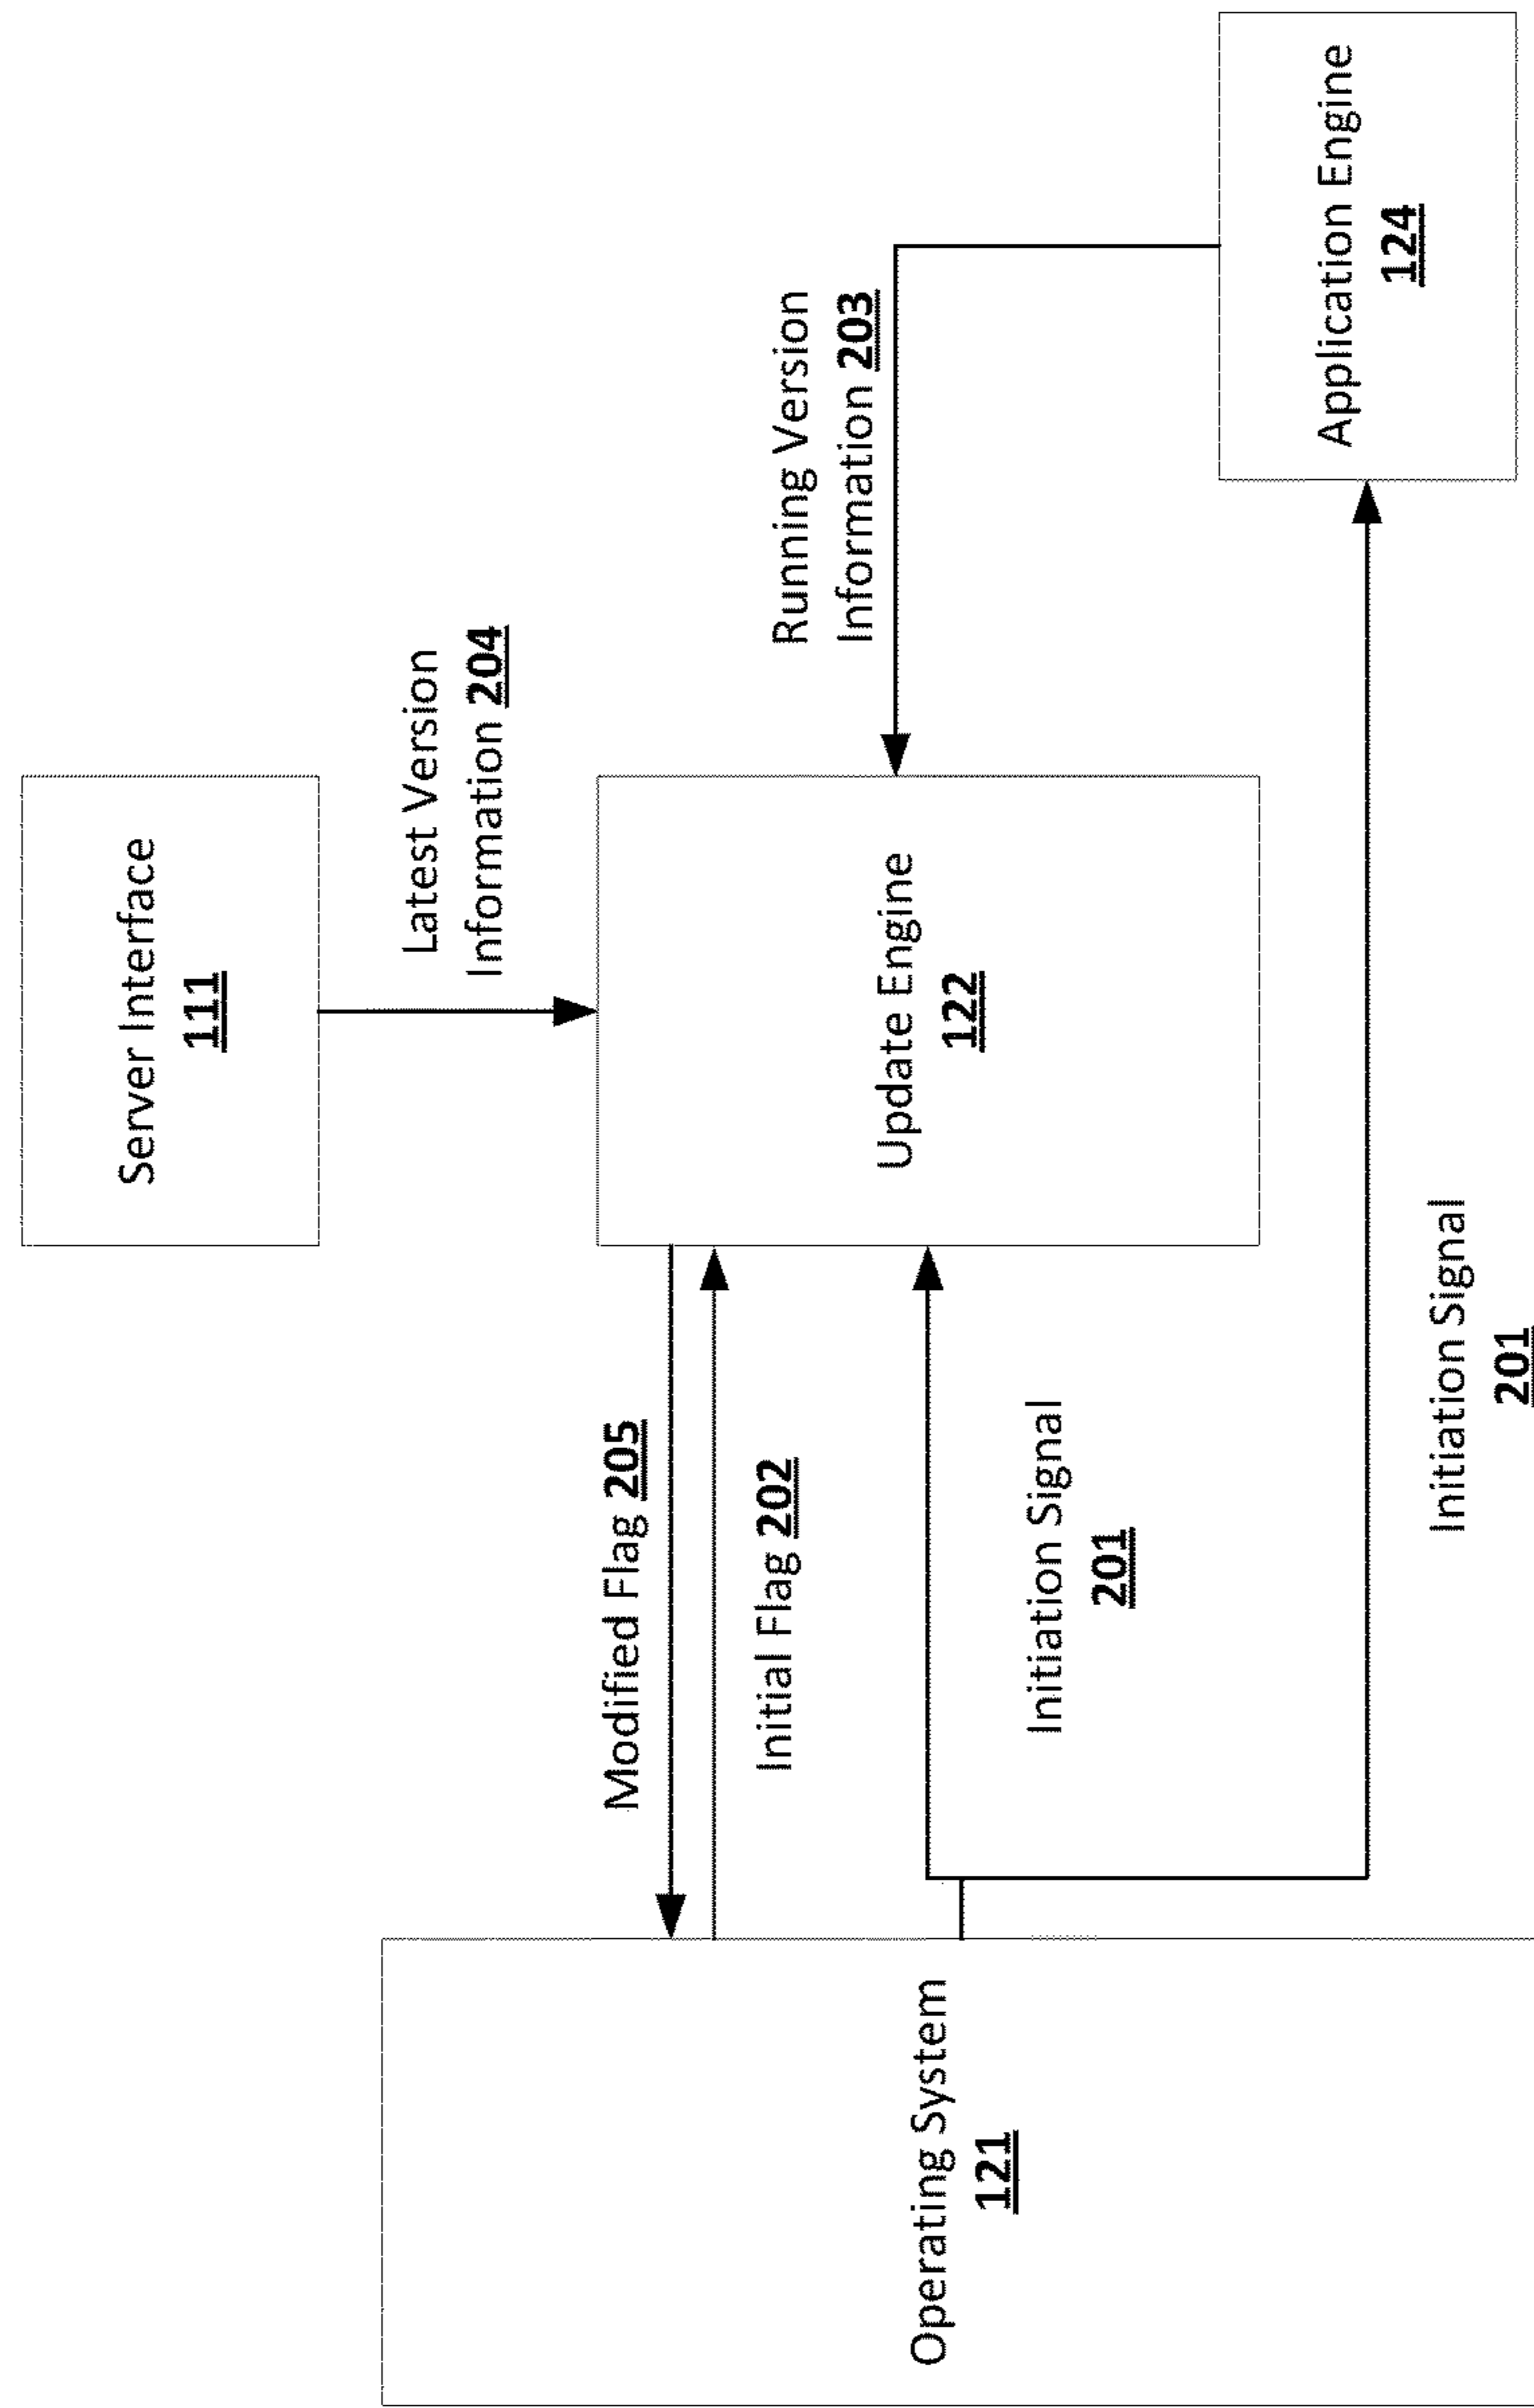 Server Interface
111
Latest Version
Information 204
Operating System
121
Modified Flag 205
Initial Flag 202
Initiation Signal
201
Update Engine
122
Running Version
Information 203
Initiation Signal
201
Application Engine
124